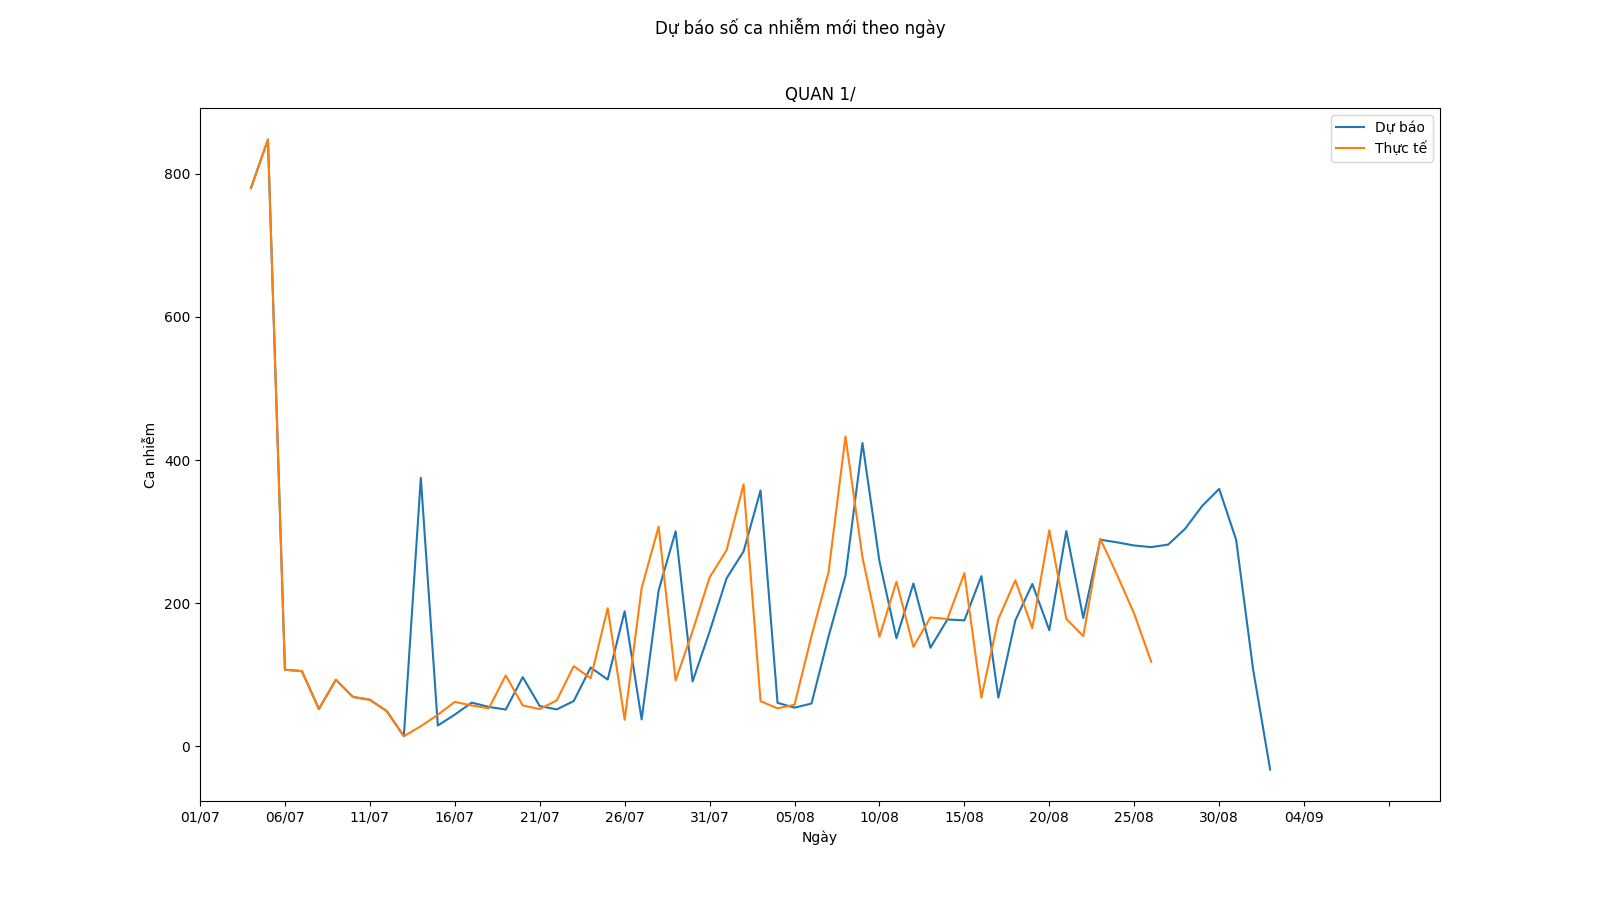 Dự báo số ca nhiễm mới theo ngày
QUAN 1/
Dự báo
Thực tế
800
600
400
200
0
Ca nhiễm
01/07 06/07 11/07 16/07 21/07 26/07 31/07 05/08 10/08 15/08 20/08 25/08 30/08 04/09
Ngày